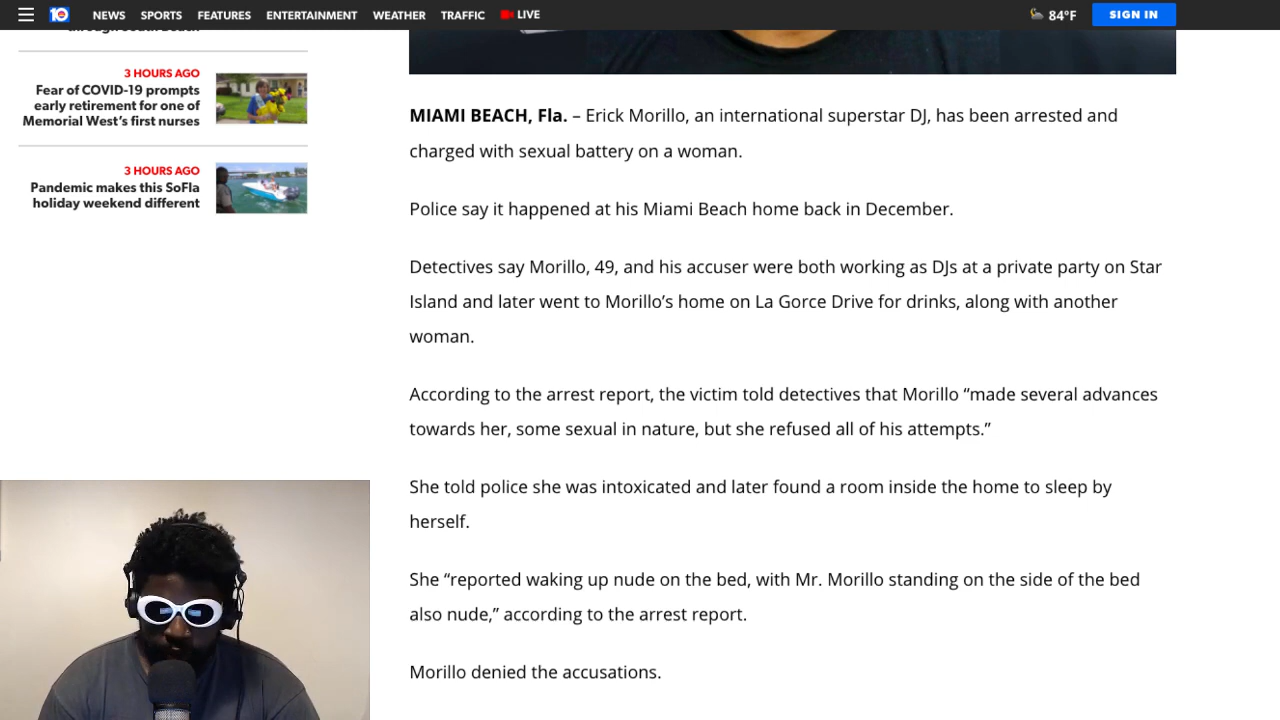 10
NEWS SPORTS FEATURES ENTERTAINMENT WEATHER TRAFFIC LIVE 84°F SIGN IN
through South Beach
3 HOURS AGO
Fear of COVID-19 prompts
early retirement for one of
Memorial West's first nurses
3 HOURS AGO
Pandemic makes this SoFla
holiday weekend different
MIAMI BEACH, Fla. – Erick Morillo, an international superstar DJ, has been arrested and
charged with sexual battery on a woman.
Police say it happened at his Miami Beach home back in December.
Detectives say Morillo, 49, and his accuser were both working as DJs at a private party on Star
Island and later went to Morillo’s home on La Gorce Drive for drinks, along with another
woman.
According to the arrest report, the victim told detectives that Morillo “made several advances
towards her, some sexual in nature, but she refused all of his attempts.”
She told police she was intoxicated and later found a room inside the home to sleep by
herself.
She “reported waking up nude on the bed, with Mr. Morillo standing on the side of the bed
also nude,” according to the arrest report.
Morillo denied the accusations.